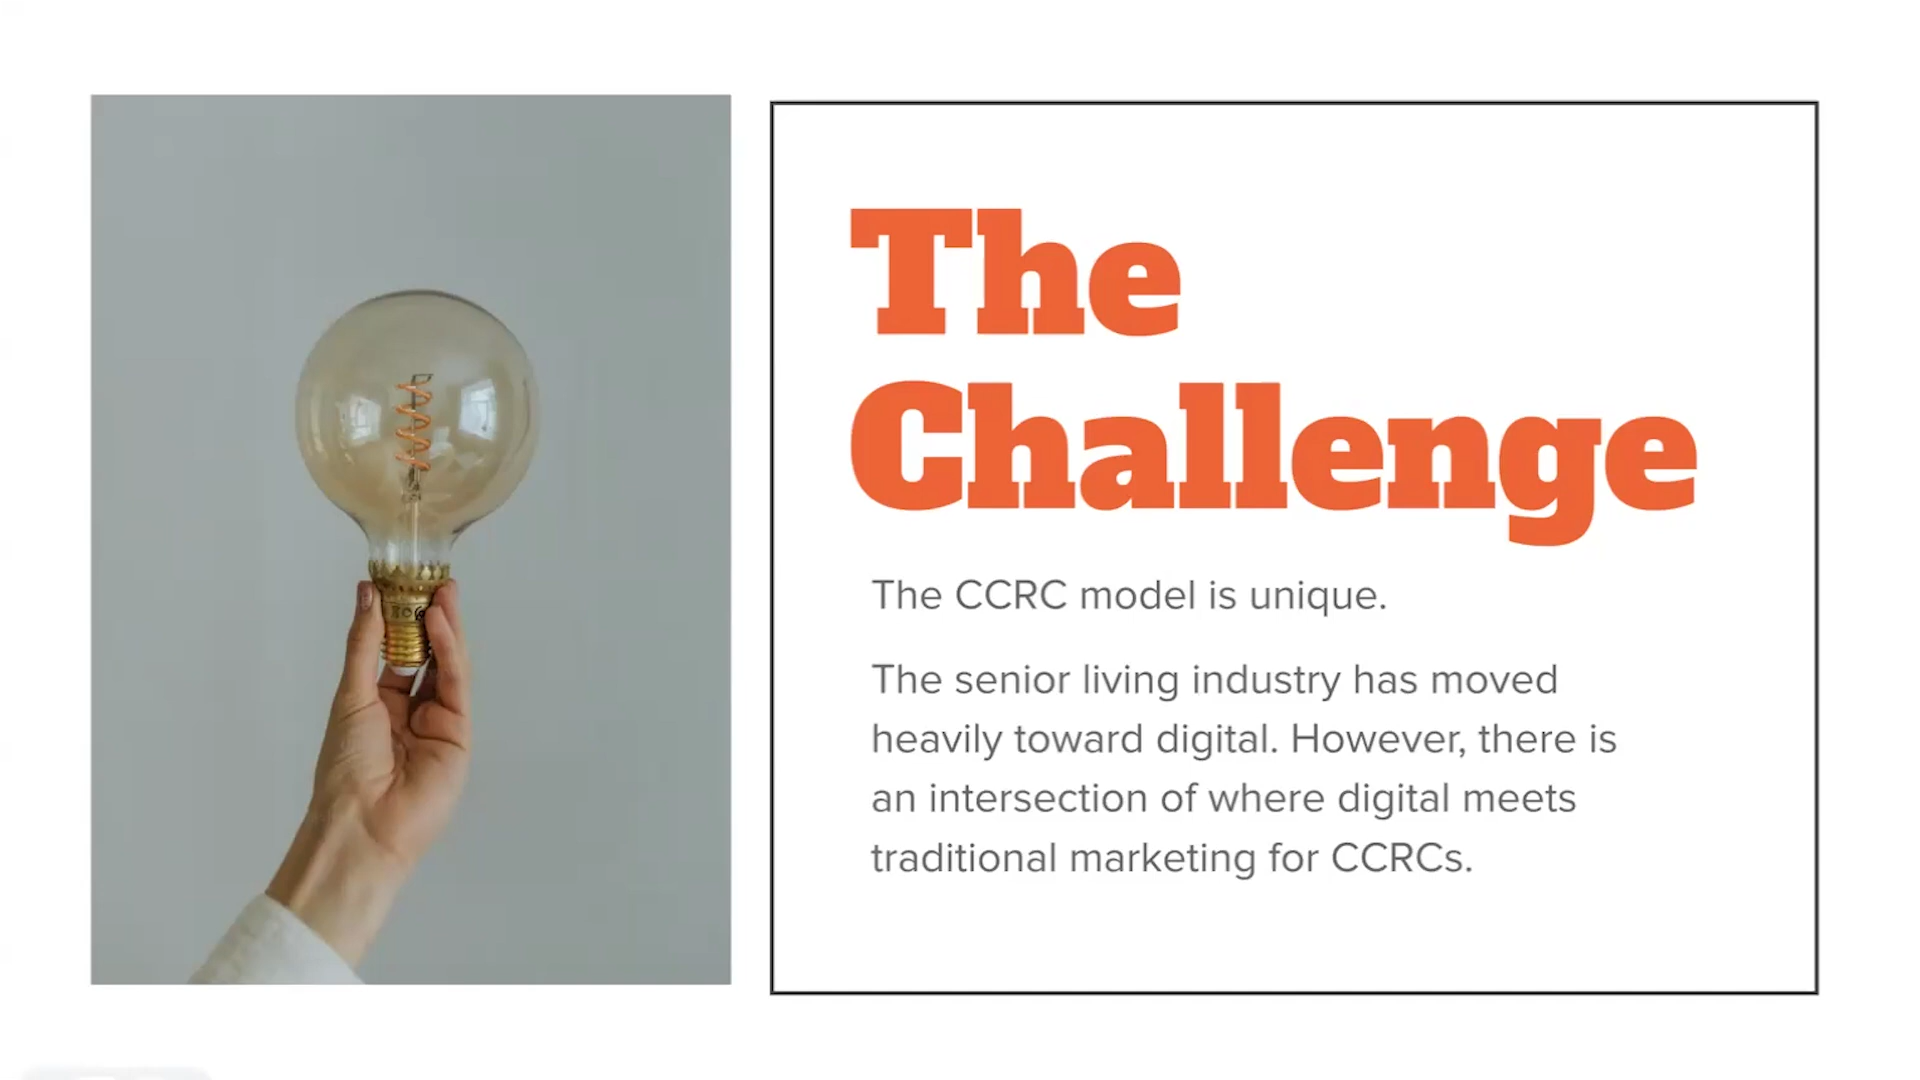 The
Challenge
The CCRC model is unique.
The senior living industry has moved
heavily toward digital. However, there is
an intersection of where digital meets
traditional marketing for CCRCs.